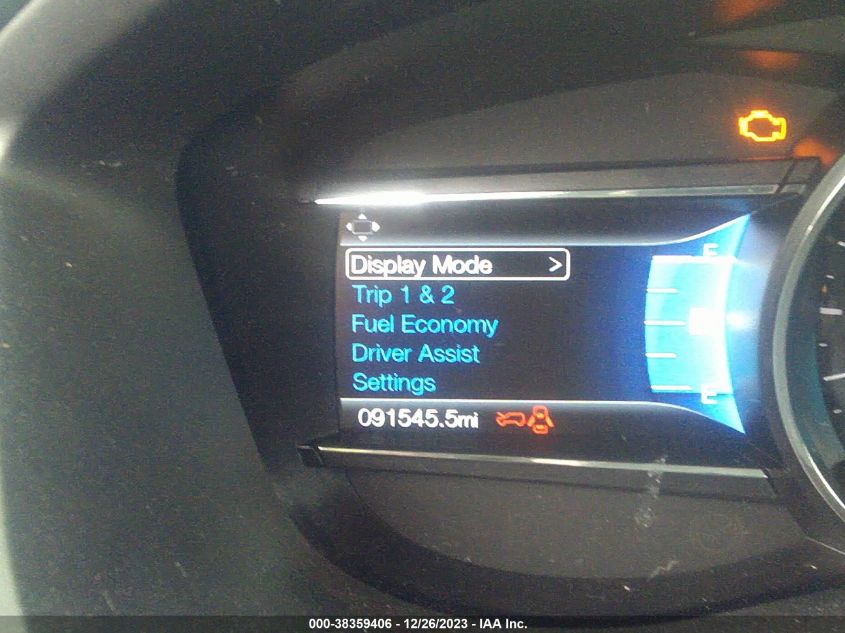 Display Mode >
Trip 1 & 2
Fuel Economy
Driver Assist
Settings
091545.5mi
F
E
000-38359406 - 12/26/2023 - IAA Inc.